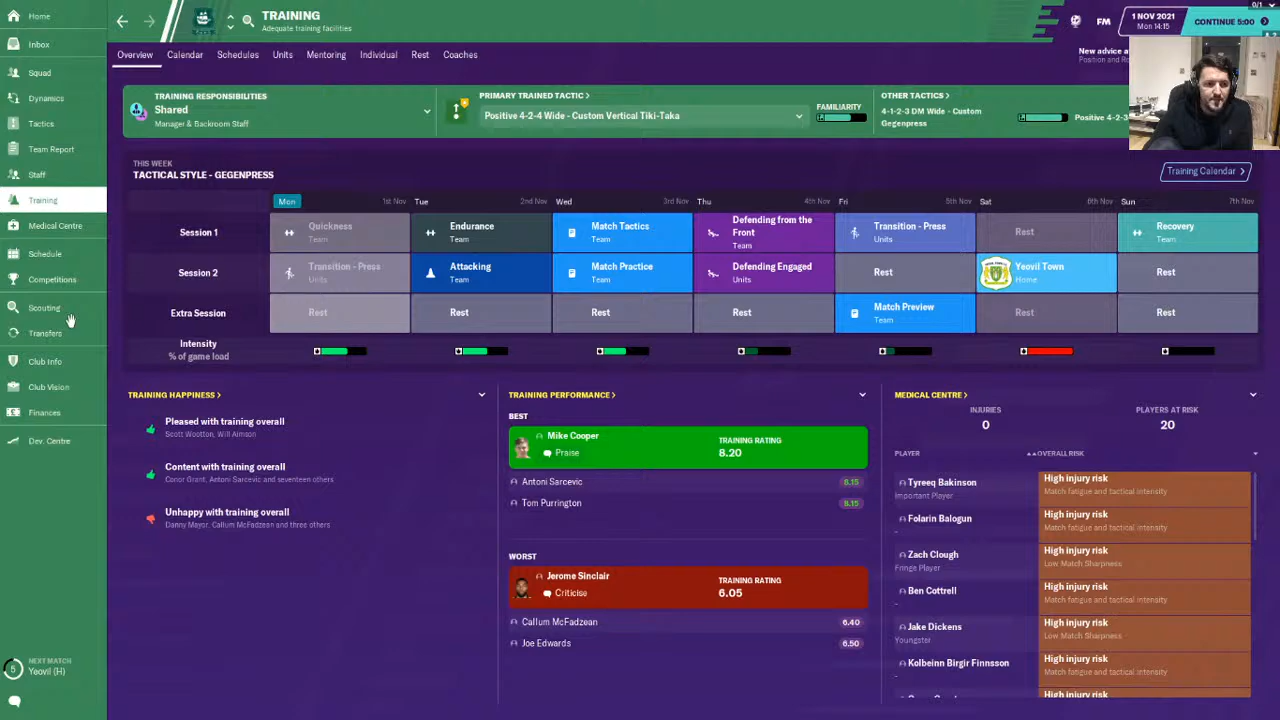 Home
Inbox
Squad
Dynamics
Tactics
Team Report
Staff
Training
Medical Centre
Schedule
Competitions
Scouting
Transfers
Club Info
Club Vision
Finances
Dev. Centre
5
NEXT MATCH
Yeovil (H)
TRAINING
Adequate training facilities
FM
1 NOV 2021
Mon 14:15
0/1
CONTINUE 5:00
Overview
Calendar
Schedules
Units
Mentoring
Individual
Rest
Coaches
New advice
Position and
TRAINING RESPONSIBILITIES
Shared
Manager & Backroom Staff
PRIMARY TRAINED TACTIC >
Positive 4-2-4 Wide - Custom Vertical Tiki-Taka
FAMILIARITY
OTHER TACTICS >
4-1-2-3 DM Wide - Custom
Gegenpress
Positive 4-2-3
THIS WEEK
TACTICAL STYLE - GEGENPRESS
Training Calendar >
Mon 1st Nov Tue 2nd Nov Wed 3rd Nov Thu 4th Nov Fri 5th Nov Sat 6th Nov Sun 7th Nov
Session 1
Quickness
Team
Endurance
Team
Match Tactics
Team
Defending from the
Front
Team
Transition - Press
Units
Rest
Recovery
Team
Session 2
Transition - Press
Units
Attacking
Team
Match Practice
Team
Defending Engaged
Units
Rest
Yeovil Town
Home
Rest
Extra Session
Rest
Rest
Rest
Rest
Match Preview
Team
Rest
Rest
Intensity
% of game load
TRAINING HAPPINESS >
Pleased with training overall
Scott Wootton, Will Aimson
Content with training overall
Conor Grant, Antoni Sarcevic and seventeen others
Unhappy with training overall
Danny Mayor, Callum McFadzean and three others
TRAINING PERFORMANCE >
BEST
Mike Cooper
Praise
TRAINING RATING
8.20
Antoni Sarcevic 8.15
Tom Purrington 8.15
WORST
Jerome Sinclair
Criticise
TRAINING RATING
6.05
Callum McFadzean 6.40
Joe Edwards 6.50
MEDICAL CENTRE >
INJURIES
0
PLAYERS AT RISK
20
PLAYER
OVERALL RISK
Tyreeq Bakinson
Important Player
High injury risk
Match fatigue and tactical intensity
Folarin Balogun
-
High injury risk
Match fatigue and tactical intensity
Zach Clough
Fringe Player
High injury risk
Low Match Sharpness
Ben Cottrell
-
High injury risk
Match fatigue and tactical intensity
Jake Dickens
Youngster
High injury risk
Low Match Sharpness
Kolbeinn Birgir Finnsson
-
High injury risk
Match fatigue and tactical intensity
High injury risk